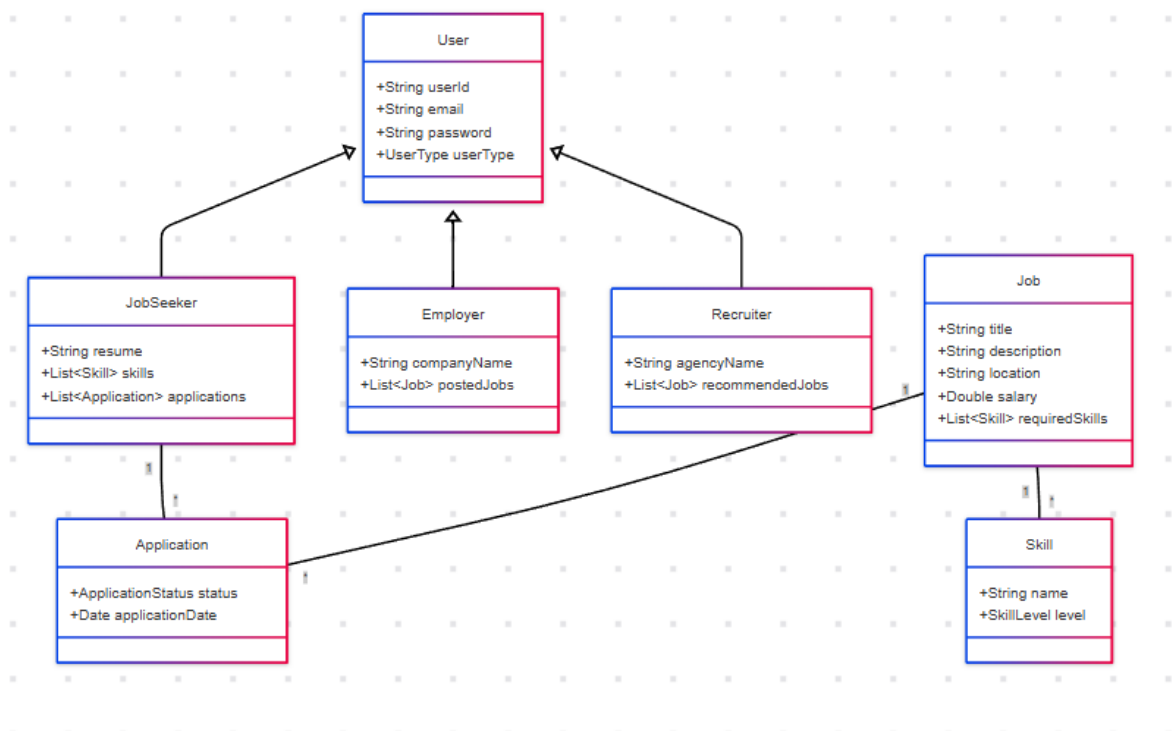 User
+String userId
+String email
+String password
+UserType userType
JobSeeker
+String resume
+List<Skill> skills
+List<Application> applications
Employer
+String companyName
+List<Job> postedJobs
Recruiter
+String agencyName
+List<Job> recommendedJobs
Job
+String title
+String description
+String location
+Double salary
+List<Skill> requiredSkills
Application
+ApplicationStatus status
+Date applicationDate
Skill
+String name
+SkillLevel level